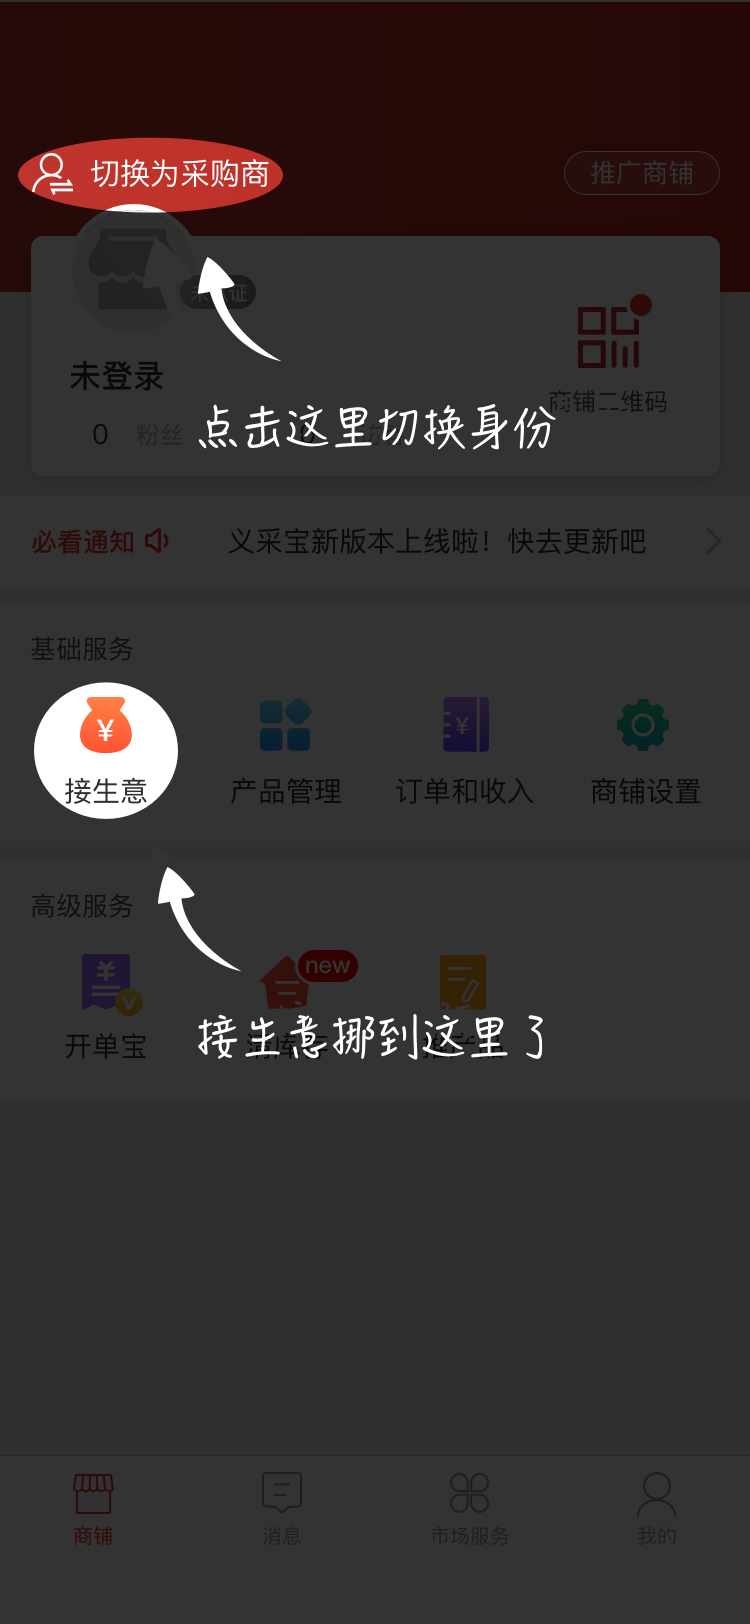 切换为采购商
推广商铺
未登录
商铺二维码
0 粉丝
点击这里切换身份
必看通知 义采宝新版本上线啦！快去更新吧
基础服务
¥ ¥
接生意 产品管理 订单和收入 商铺设置
高级服务
¥ V new
开单宝
接生意挪到这里了
商铺 消息 市场服务 我的